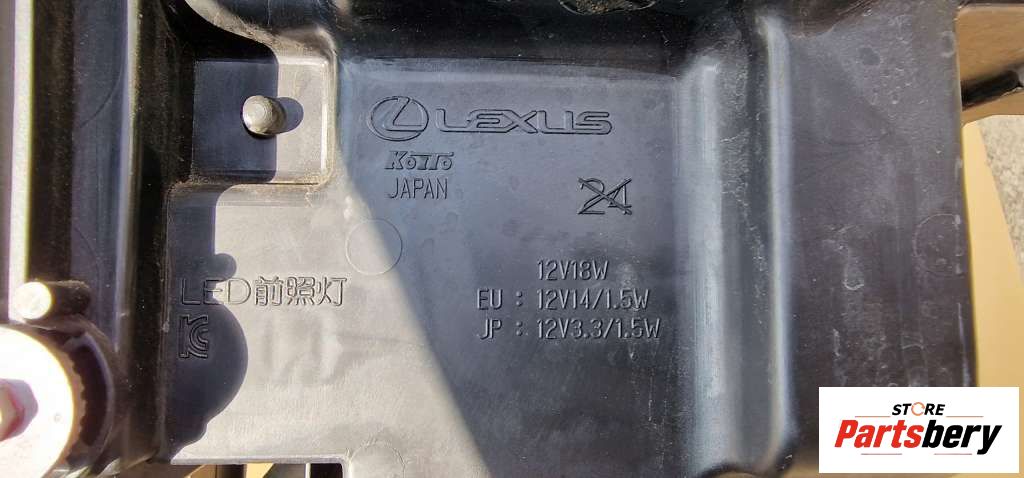 LEXUS
KOITO
JAPAN
24
12V18W
EU : 12V14/1.5W
JP : 12V3.3/1.5W
LED前照灯
STORE
Partsbery